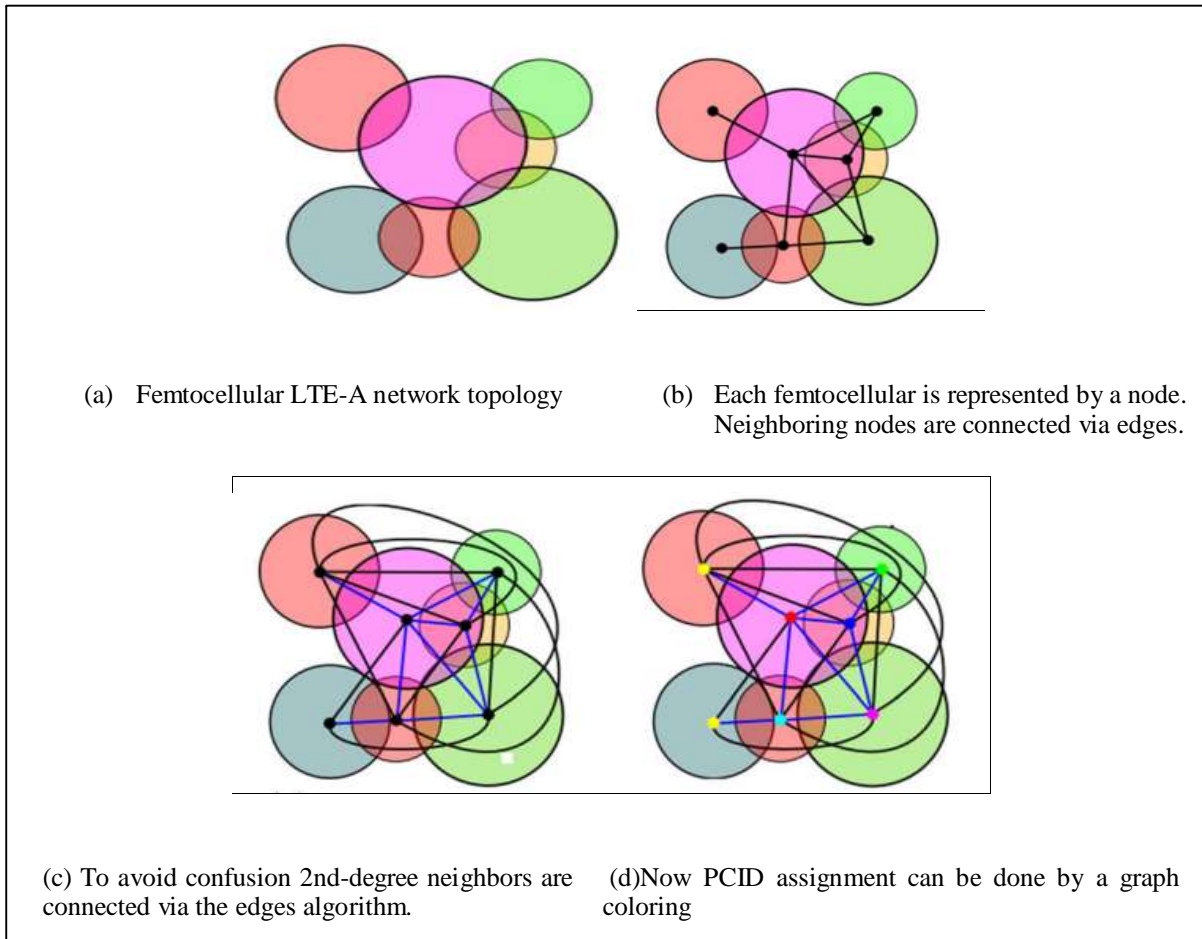 (a) Femtocellular LTE-A network topology
(b) Each femtocellular is represented by a node.
Neighboring nodes are connected via edges.
(c) To avoid confusion 2nd-degree neighbors are
connected via the edges algorithm.
(d)Now PCID assignment can be done by a graph
coloring